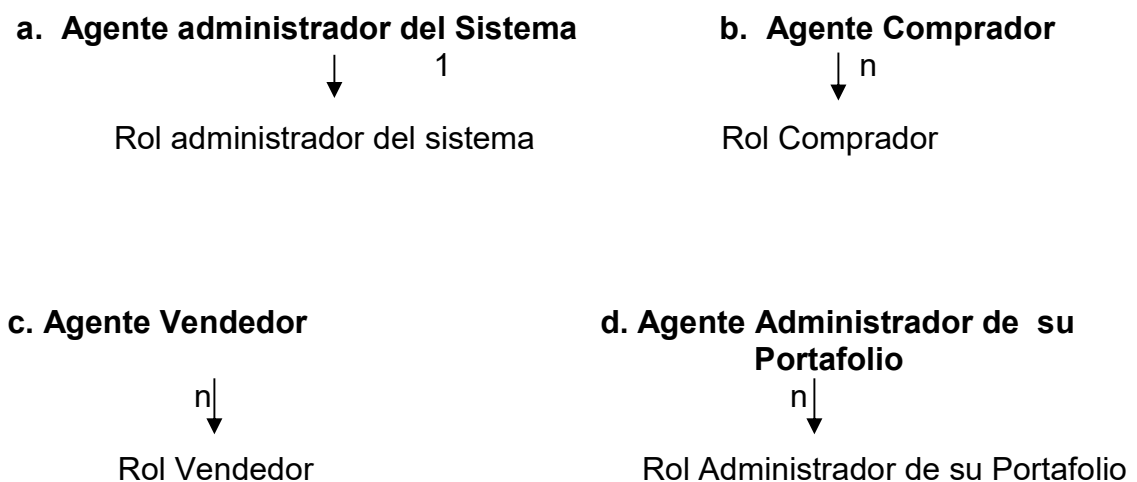 a. Agente administrador del Sistema
1
Rol administrador del sistema
b. Agente Comprador
n
Rol Comprador
c. Agente Vendedor
n
Rol Vendedor
d. Agente Administrador de su
Portafolio
n
Rol Administrador de su Portafolio